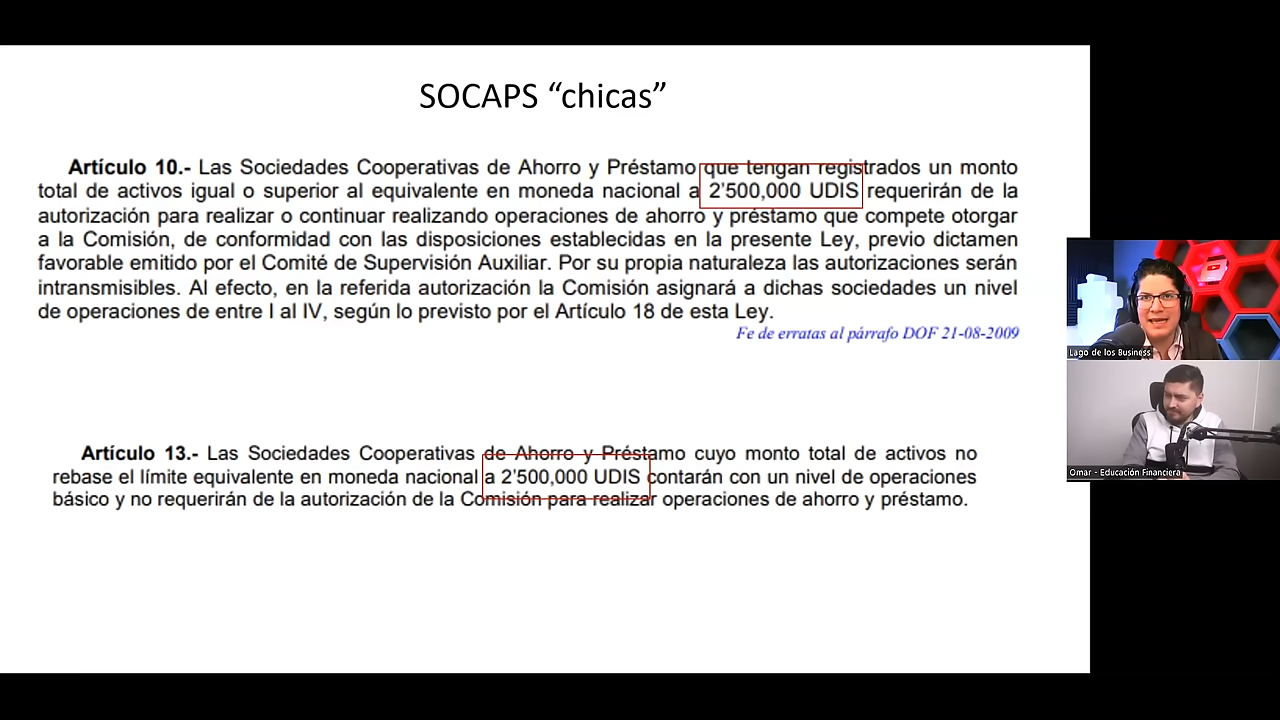 SOCAPS “chicas”
Artículo 10.- Las Sociedades Cooperativas de Ahorro y Préstamo que tengan registrados un monto
total de activos igual o superior al equivalente en moneda nacional a 2’500,000 UDIS requerirán de la
autorización para realizar o continuar realizando operaciones de ahorro y préstamo que compete otorgar
a la Comisión, de conformidad con las disposiciones establecidas en la presente Ley, previo dictamen
favorable emitido por el Comité de Supervisión Auxiliar. Por su propia naturaleza las autorizaciones serán
intransmisibles. Al efecto, en la referida autorización la Comisión asignará a dichas sociedades un nivel
de operaciones de entre I al IV, según lo previsto por el Artículo 18 de esta Ley.
Fe de erratas al párrafo DOF 21-08-2009
Artículo 13.- Las Sociedades Cooperativas de Ahorro y Préstamo cuyo monto total de activos no
rebase el límite equivalente en moneda nacional a 2’500,000 UDIS contarán con un nivel de operaciones
básico y no requerirán de la autorización de la Comisión para realizar operaciones de ahorro y préstamo.
Lago de los Business
Omar - Educación Financiera